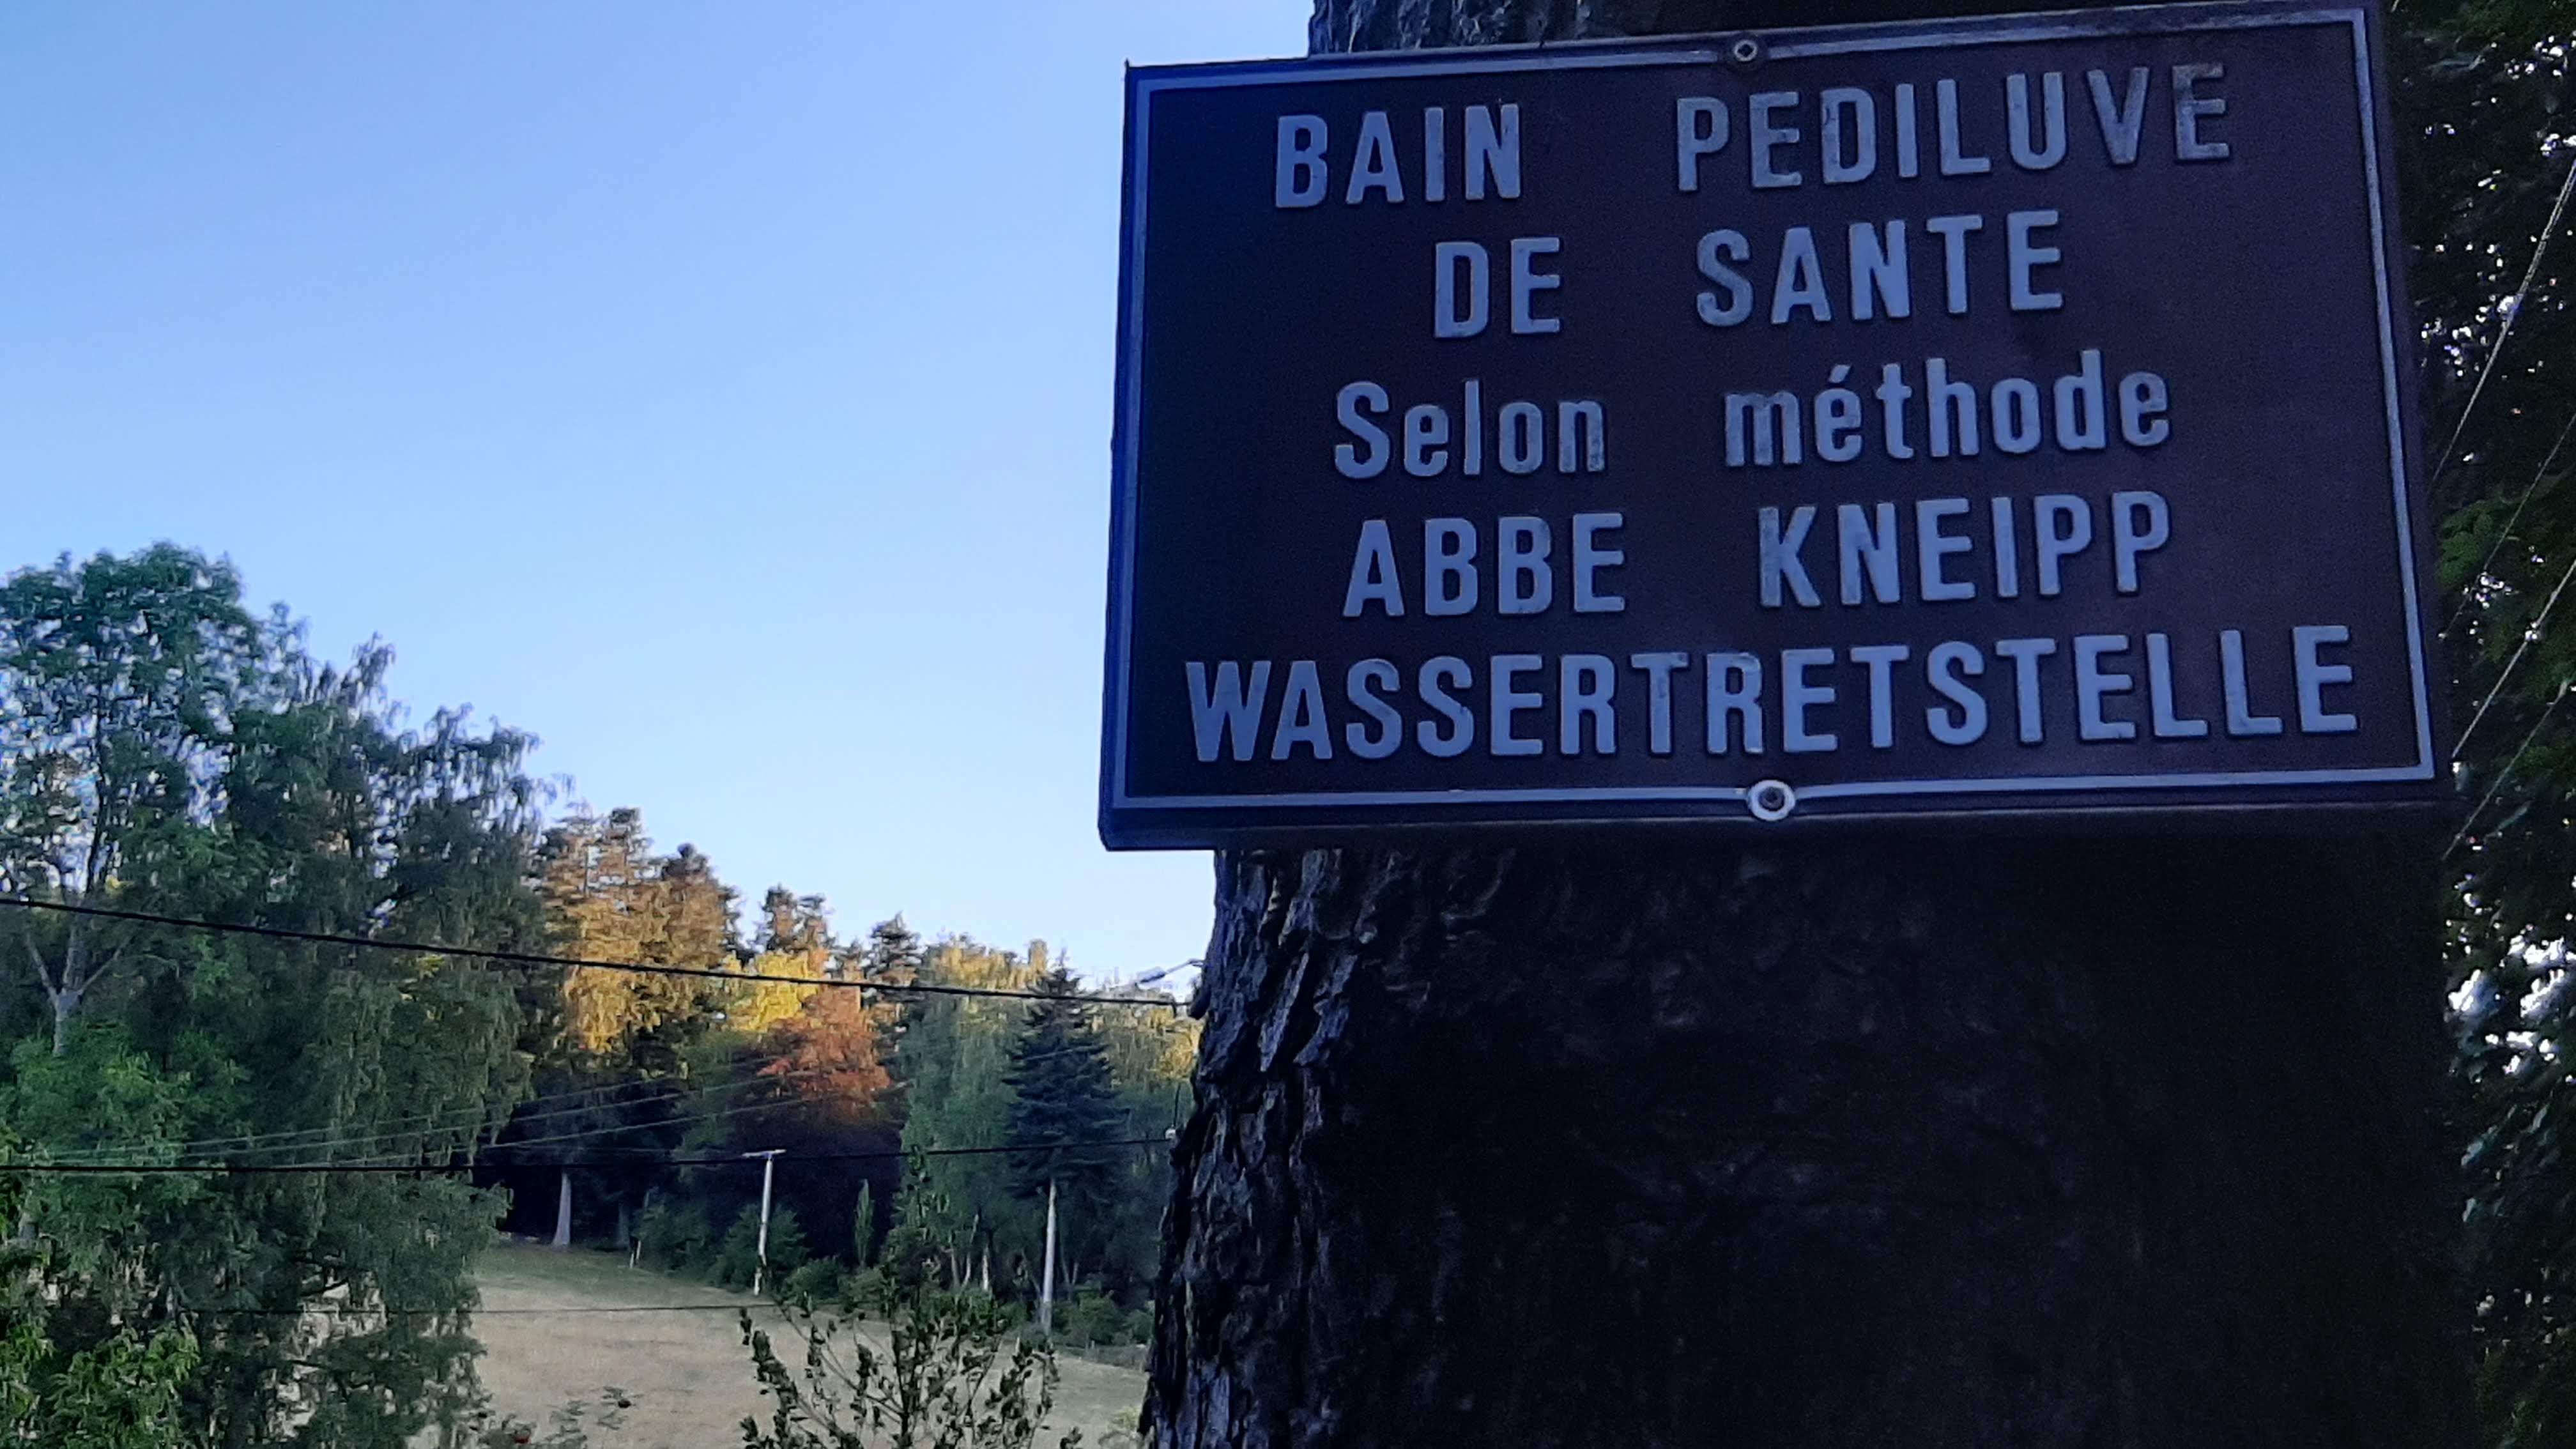 BAIN PEDILUVE
DE SANTE
Selon méthode
ABBE KNEIPP
WASSERTRETSTELLE